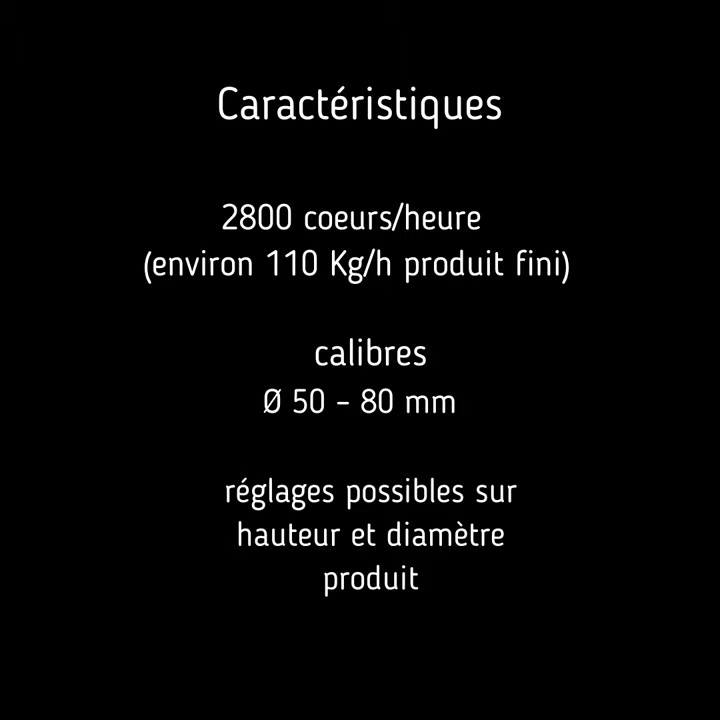 Caractéristiques
2800 coeurs/heure
(environ 110 Kg/h produit fini)
calibres
Ø 50 - 80 mm
réglages possibles sur
hauteur et diamètre
produit